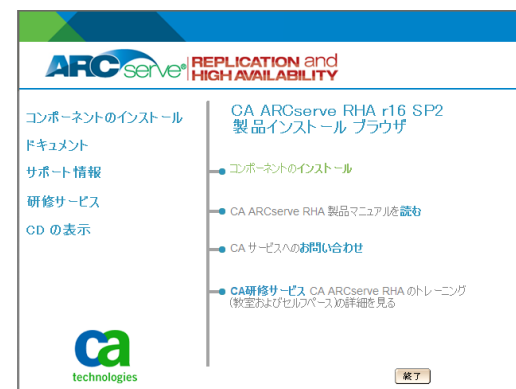 ARCserve® REPLICATION and
HIGH AVAILABILITY
コンポーネントのインストール
ドキュメント
サポート情報
研修サービス
CD の表示
CA ARCserve RHA r16 SP2
製品インストール ブラウザ
コンポーネントのインストール
CA ARCserve RHA 製品マニュアルを読む
CA サービスへのお問い合わせ
CA研修サービス CA ARCserve RHA のトレーニング
(教室およびセルフペース)の詳細を見る
ca
technologies
終了